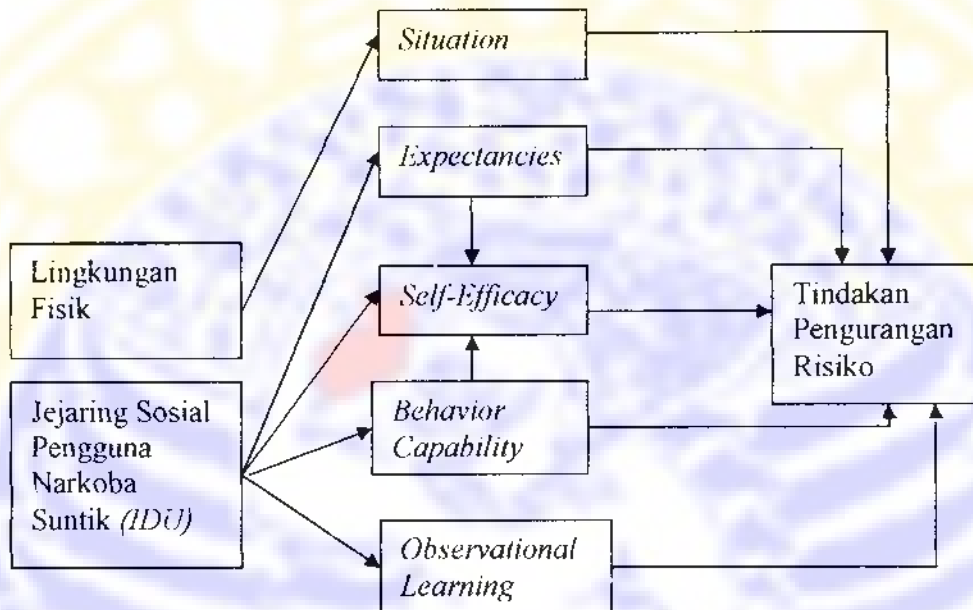 Situation
Expectancies
Lingkungan
Fisik
Self-Efficacy
Tindakan
Pengurangan
Risiko
Jejaring Sosial
Pengguna
Narkoba
Suntik (IDU)
Behavior
Capability
Observational
Learning